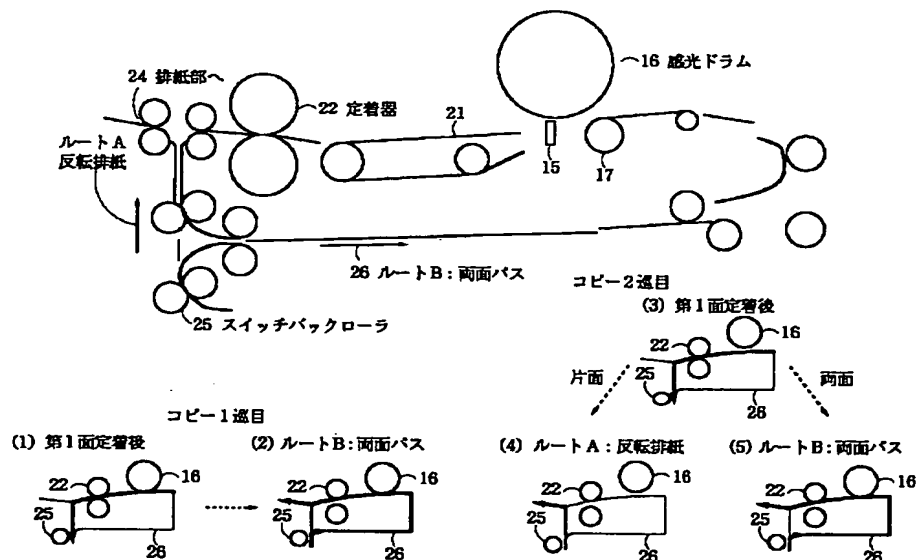 24 排紙部へ
22 定着器
21
16 感光ドラム
ルートA
反転排紙
15
17
26 ルートB：両面パス
25 スイッチバックローラ
コピー2巡目
(3) 第1面定着後
22
16
25
26
片面
両面
コピー1巡目
(1) 第1面定着後
22
16
25
26
(2) ルートB：両面パス
22
16
25
26
(4) ルートA：反転排紙
22
16
25
26
(5) ルートB：両面パス
22
16
25
26